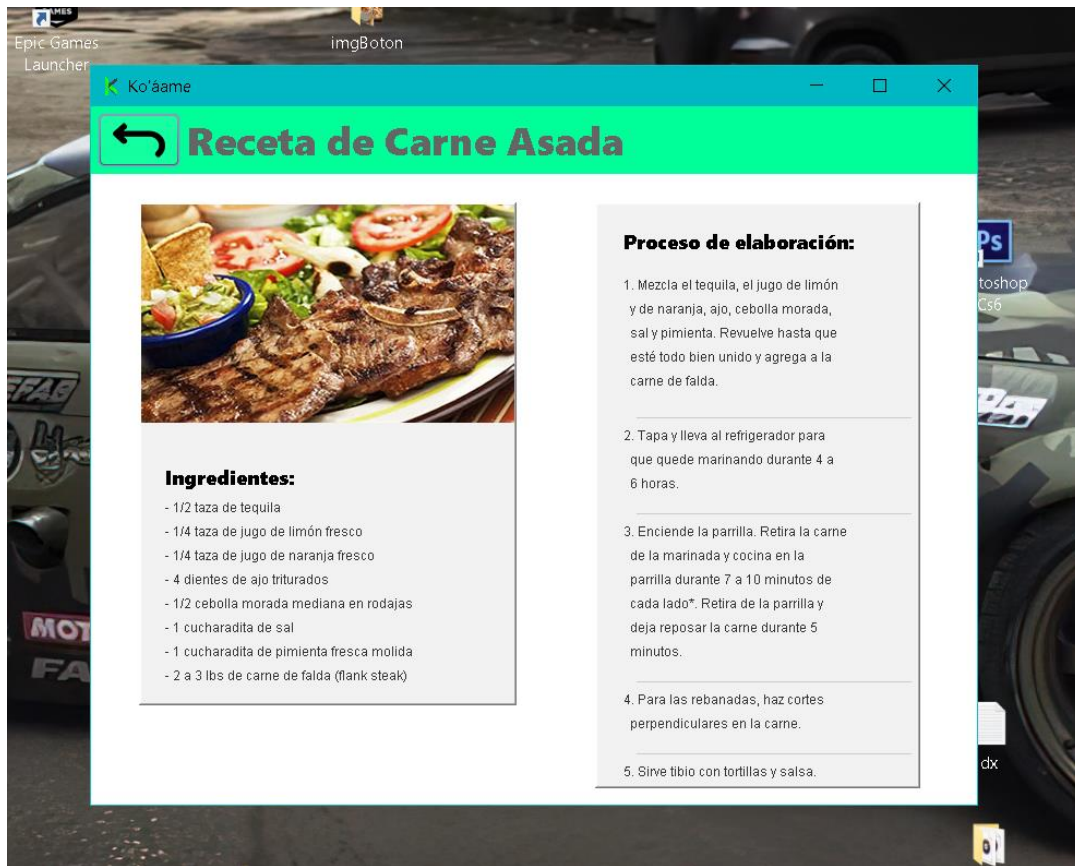 GAMES
Epic Games
Launcher
imgBoton
Ko'áame
Receta de Carne Asada
Ingredientes:
- 1/2 taza de tequila
- 1/4 taza de jugo de limón fresco
- 1/4 taza de jugo de naranja fresco
- 4 dientes de ajo triturados
- 1/2 cebolla morada mediana en rodajas
- 1 cucharadita de sal
- 1 cucharadita de pimienta fresca molida
- 2 a 3 lbs de carne de falda (flank steak)
Proceso de elaboración:
1. Mezcla el tequila, el jugo de limón
y de naranja, ajo, cebolla morada,
sal y pimienta. Revuelve hasta que
esté todo bien unido y agrega a la
carne de falda.
2. Tapa y lleva al refrigerador para
que quede marinando durante 4 a
6 horas.
3. Enciende la parrilla. Retira la carne
de la marinada y cocina en la
parrilla durante 7 a 10 minutos de
cada lado*. Retira de la parrilla y
deja reposar la carne durante 5
minutos.
4. Para las rebanadas, haz cortes
perpendiculares en la carne.
5. Sirve tibio con tortillas y salsa.
Ps
toshop
Cs6
dx
MOT
FA